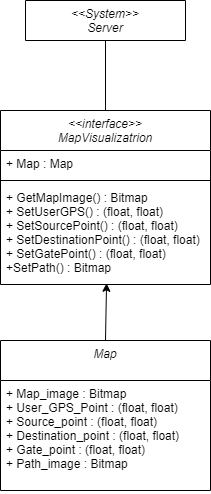 <<System>>
Server
<<interface>>
MapVisualizatrion
+ Map : Map
+ GetMapImage() : Bitmap
+ SetUserGPS() : (float, float)
+ SetSourcePoint() : (float, float)
+ SetDestinationPoint() : (float, float)
+ SetGatePoint() : (float, float)
+SetPath() : Bitmap
Map
+ Map_image : Bitmap
+ User_GPS_Point : (float, float)
+ Source_point : (float, float)
+ Destination_point : (float, float)
+ Gate_point : (float, float)
+ Path_image : Bitmap